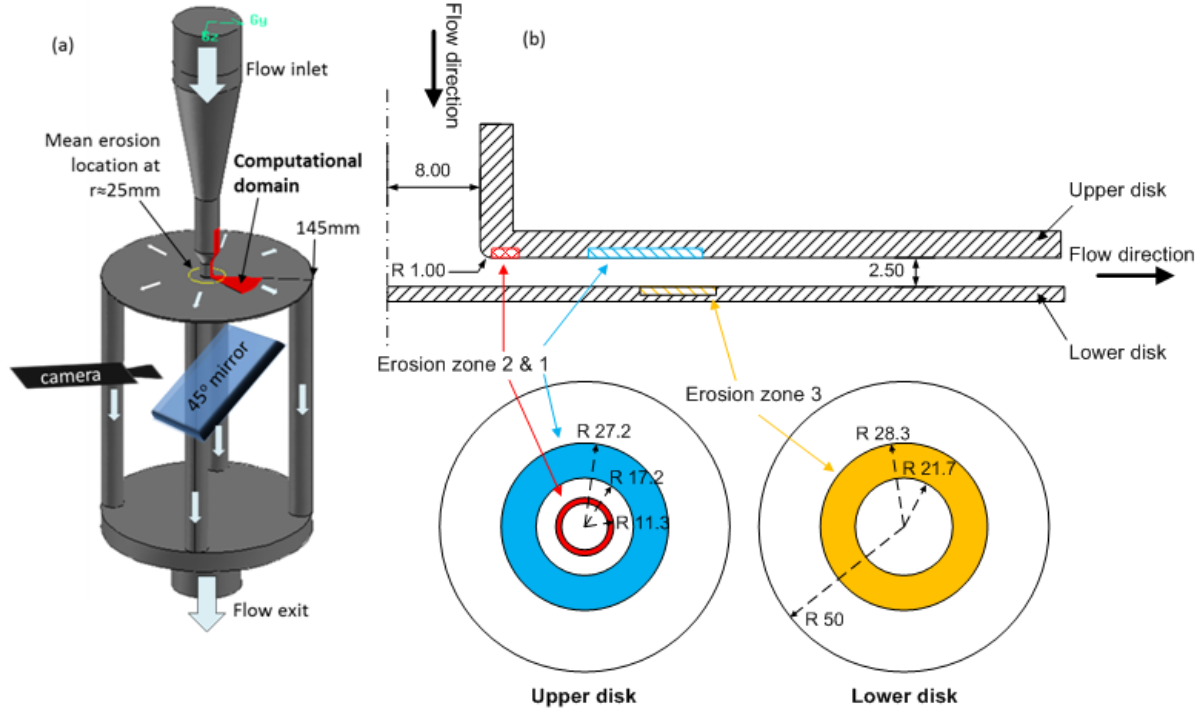 (a)
Gy
Gz
Flow inlet
Mean erosion
location at
r≈25mm
Computational
domain
145mm
camera
45° mirror
Flow exit
(b)
Flow direction
8.00
R 1.00
2.50
Upper disk
Flow direction
Lower disk
Erosion zone 2 & 1
Erosion zone 3
R 27.2
R 17.2
R 11.3
R 28.3
R 21.7
R 50
Upper disk
Lower disk